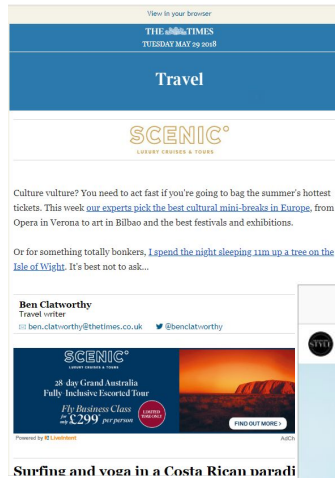 View in your browser
THE TIMES
TUESDAY MAY 29 2018
Travel
SCENIC°
LUXURY CRUISES & TOURS
Culture vulture? You need to act fast if you're going to bag the summer's hottest
tickets. This week our experts pick the best cultural mini-breaks in Europe, from
Opera in Verona to art in Bilbao and the best festivals and exhibitions.
Or for something totally bonkers, I spend the night sleeping 11m up a tree on the
Isle of Wight. It's best not to ask...
Ben Clatworthy
Travel writer
ben.clatworthy@thetimes.co.uk @benclatworthy
SCENIC°
LUXURY CRUISES & TOURS
28-day Grand Australia
Fully-Inclusive Escorted Tour
Fly Business Class
for only £299* per person
LIMITED TIME ONLY
FIND OUT MORE >
Powered by LiveIntent
AdCh
STYLE
Surfing and yoga in a Costa Rican paradi